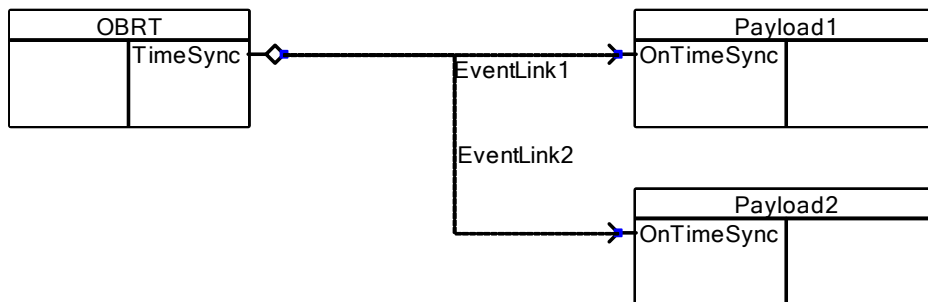 OBRT
TimeSync
EventLink1
EventLink2
Payload1
OnTimeSync
Payload2
OnTimeSync